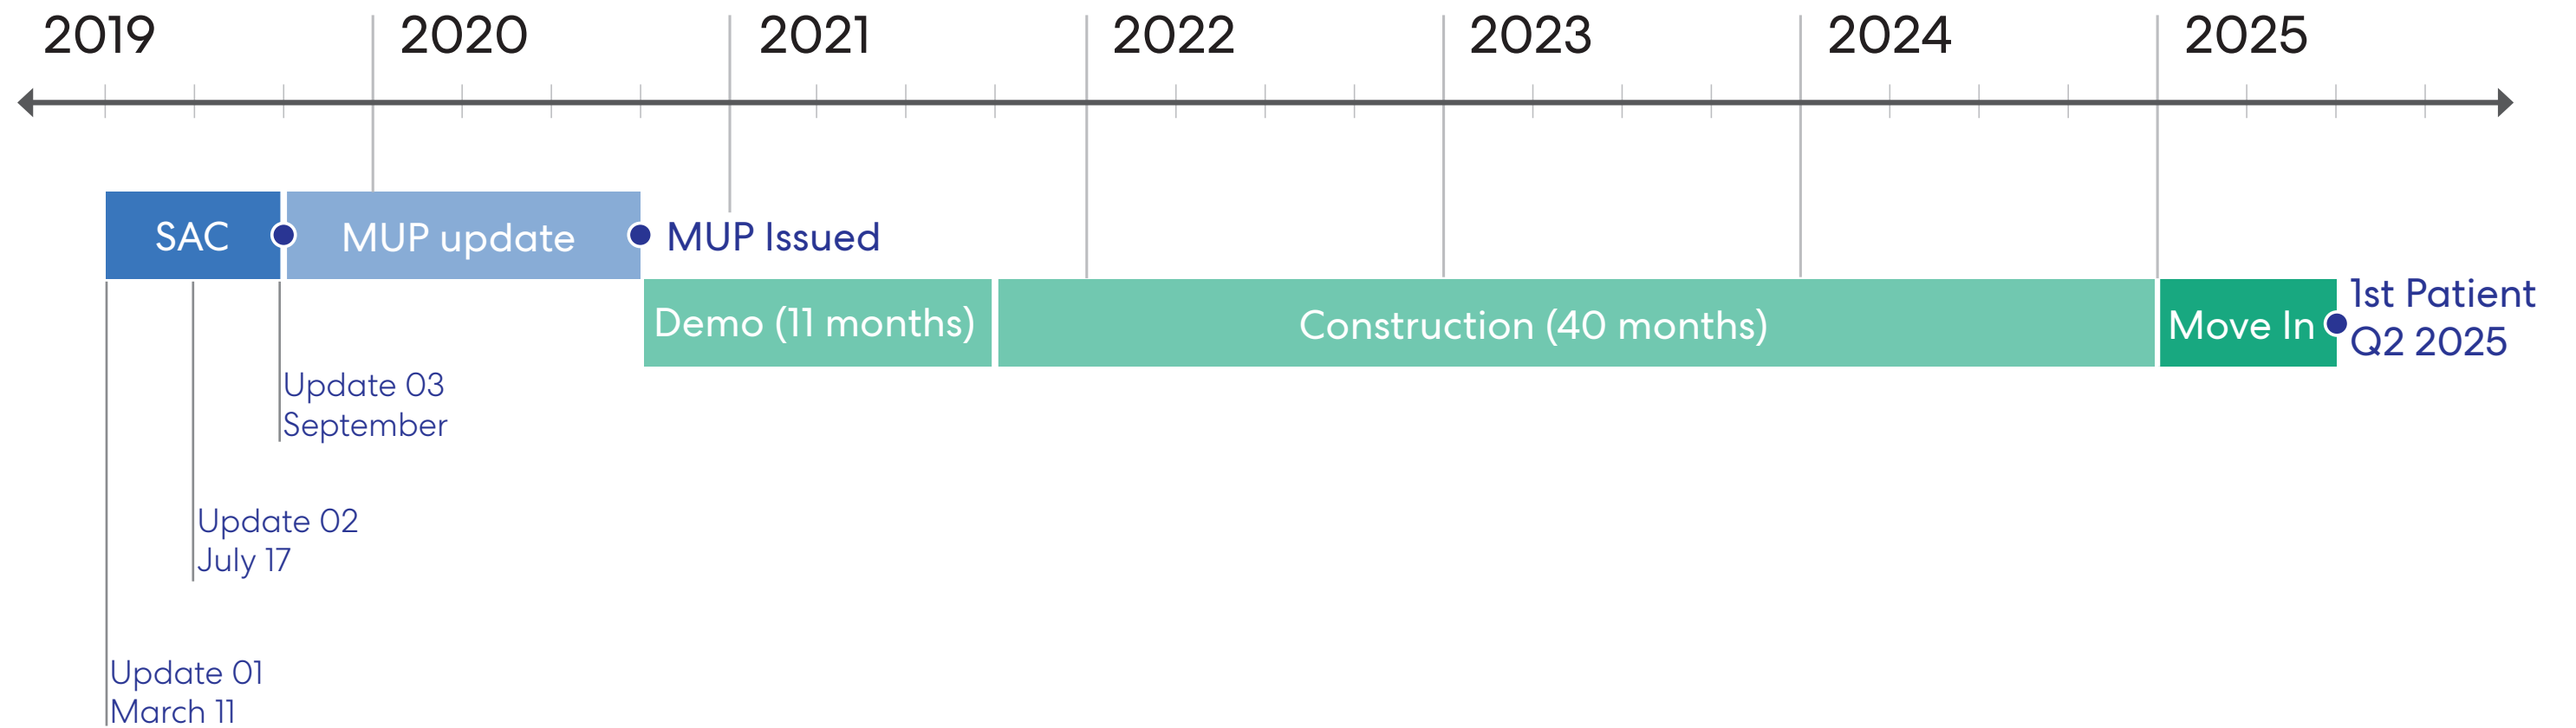 2019 2020 2021 2022 2023 2024 2025
SAC MUP update MUP Issued
Demo (11 months) Construction (40 months) Move In
1st Patient
Q2 2025
Update 03
September
Update 02
July 17
Update 01
March 11